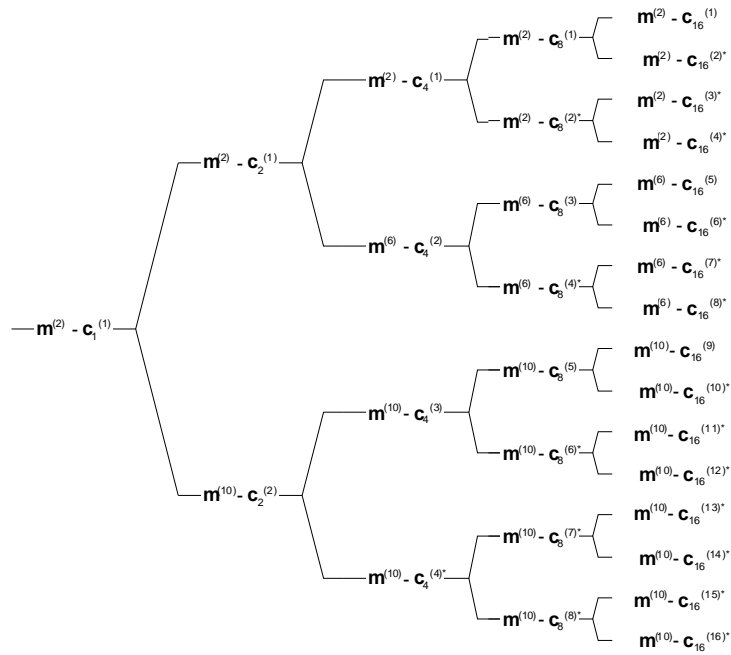 m(2) - c16(1)
m(2) - c8(1)
m(2) - c16(2)*
m(2) - c4(1)
m(2) - c16(3)*
m(2) - c8(2)*
m(2) - c16(4)*
m(2) - c2(1)
m(6) - c16(5)
m(6) - c8(3)
m(6) - c16(6)*
m(6) - c4(2)
m(6) - c16(7)*
m(6) - c8(4)*
m(6) - c16(8)*
m(2) - c1(1)
m(10) - c16(9)
m(10) - c8(5)
m(10) - c16(10)*
m(10) - c4(3)
m(10) - c16(11)*
m(10) - c8(6)*
m(10) - c16(12)*
m(10) - c2(2)
m(10) - c16(13)*
m(10) - c8(7)*
m(10) - c16(14)*
m(10) - c4(4)*
m(10) - c16(15)*
m(10) - c8(8)*
m(10) - c16(16)*